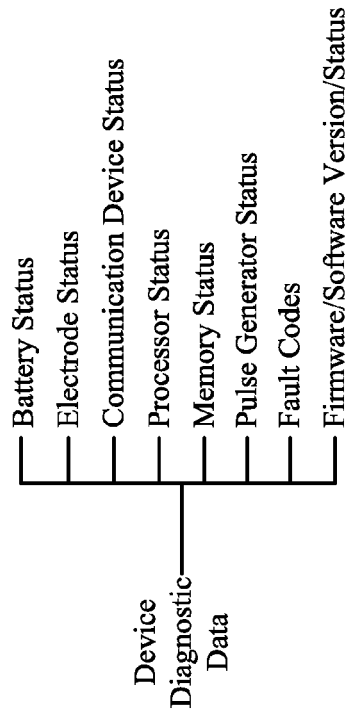 Device
Diagnostic
Data
Battery Status
Electrode Status
Communication Device Status
Processor Status
Memory Status
Pulse Generator Status
Fault Codes
Firmware/Software Version/Status